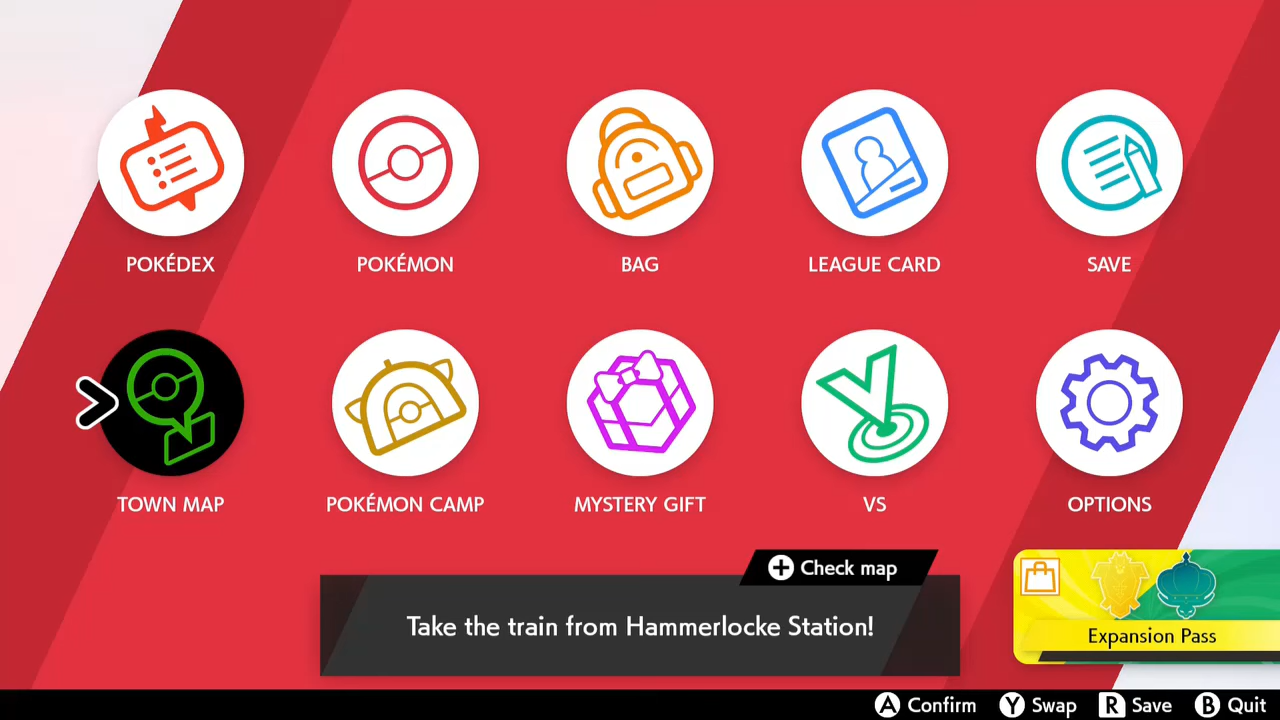 POKÉDEX
POKÉMON
BAG
LEAGUE CARD
SAVE
TOWN MAP
POKÉMON CAMP
MYSTERY GIFT
VS
OPTIONS
+ Check map
Take the train from Hammerlocke Station!
Expansion Pass
A Confirm Y Swap R Save B Quit